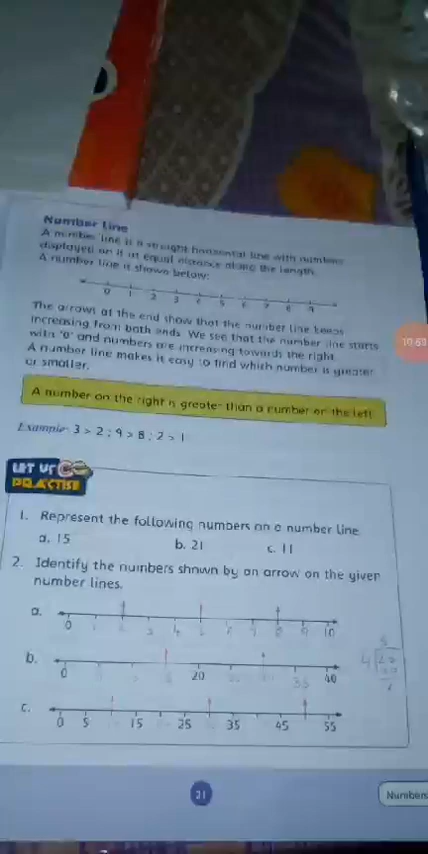 Number Line
A number line is a straight horizontal line with numbers
displayed on it at equal distance along the length.
A number line is shown below:
0 1 2 3 4 5 6 7 8 9
The arrows at the end show that the number line keeps
increasing from both ends. We see that the number line starts
with '0' and numbers are increasing towards the right.
A number line makes it easy to find which number is greater
or smaller.
A number on the right is greater than a number on the left
Example: 3 > 2 ; 9 > 8 ; 2 > 1
LET US
PRACTISE
1. Represent the following numbers on a number line
a. 15 b. 21 c. 11
2. Identify the numbers shown by an arrow on the given
number lines.
a. 0 4 8 9 10
b. 0 20 35 40
c. 0 5 15 25 35 45 55
21
Numbers